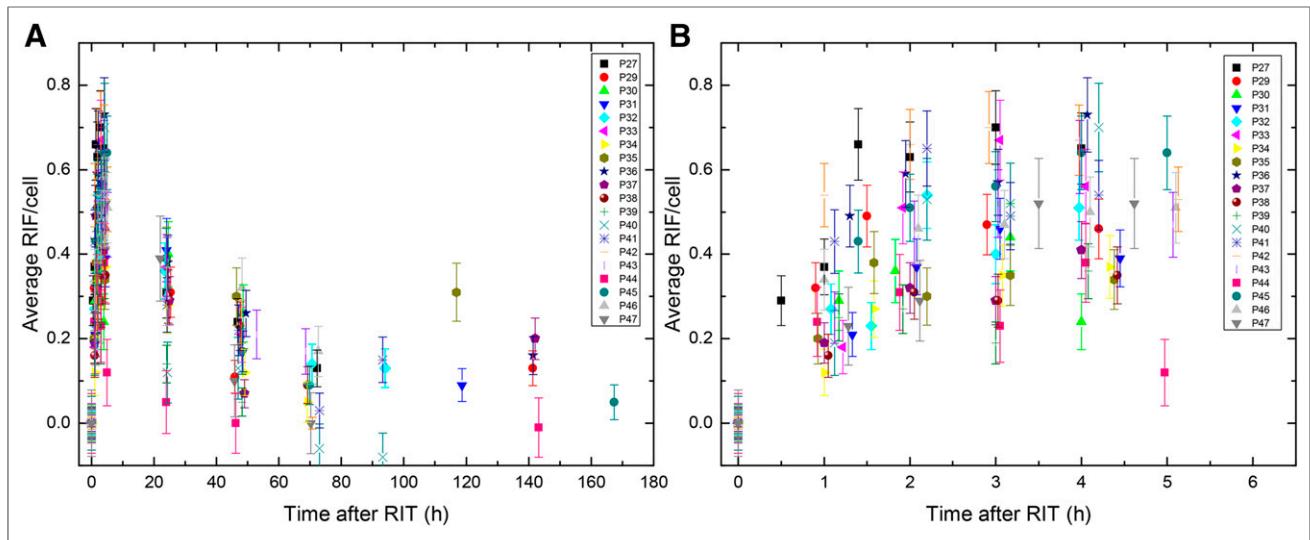 A
Average RIF/cell
0.8
0.6
0.4
0.2
0.0
0 20 40 60 80 100 120 140 160 180
Time after RIT (h)
P27
P29
P30
P31
P32
P33
P34
P35
P36
P37
P38
P39
P40
P41
P42
P43
P44
P45
P46
P47
B
Average RIF/cell
0.8
0.6
0.4
0.2
0.0
0 1 2 3 4 5 6
Time after RIT (h)
P27
P29
P30
P31
P32
P33
P34
P35
P36
P37
P38
P39
P40
P41
P42
P43
P44
P45
P46
P47